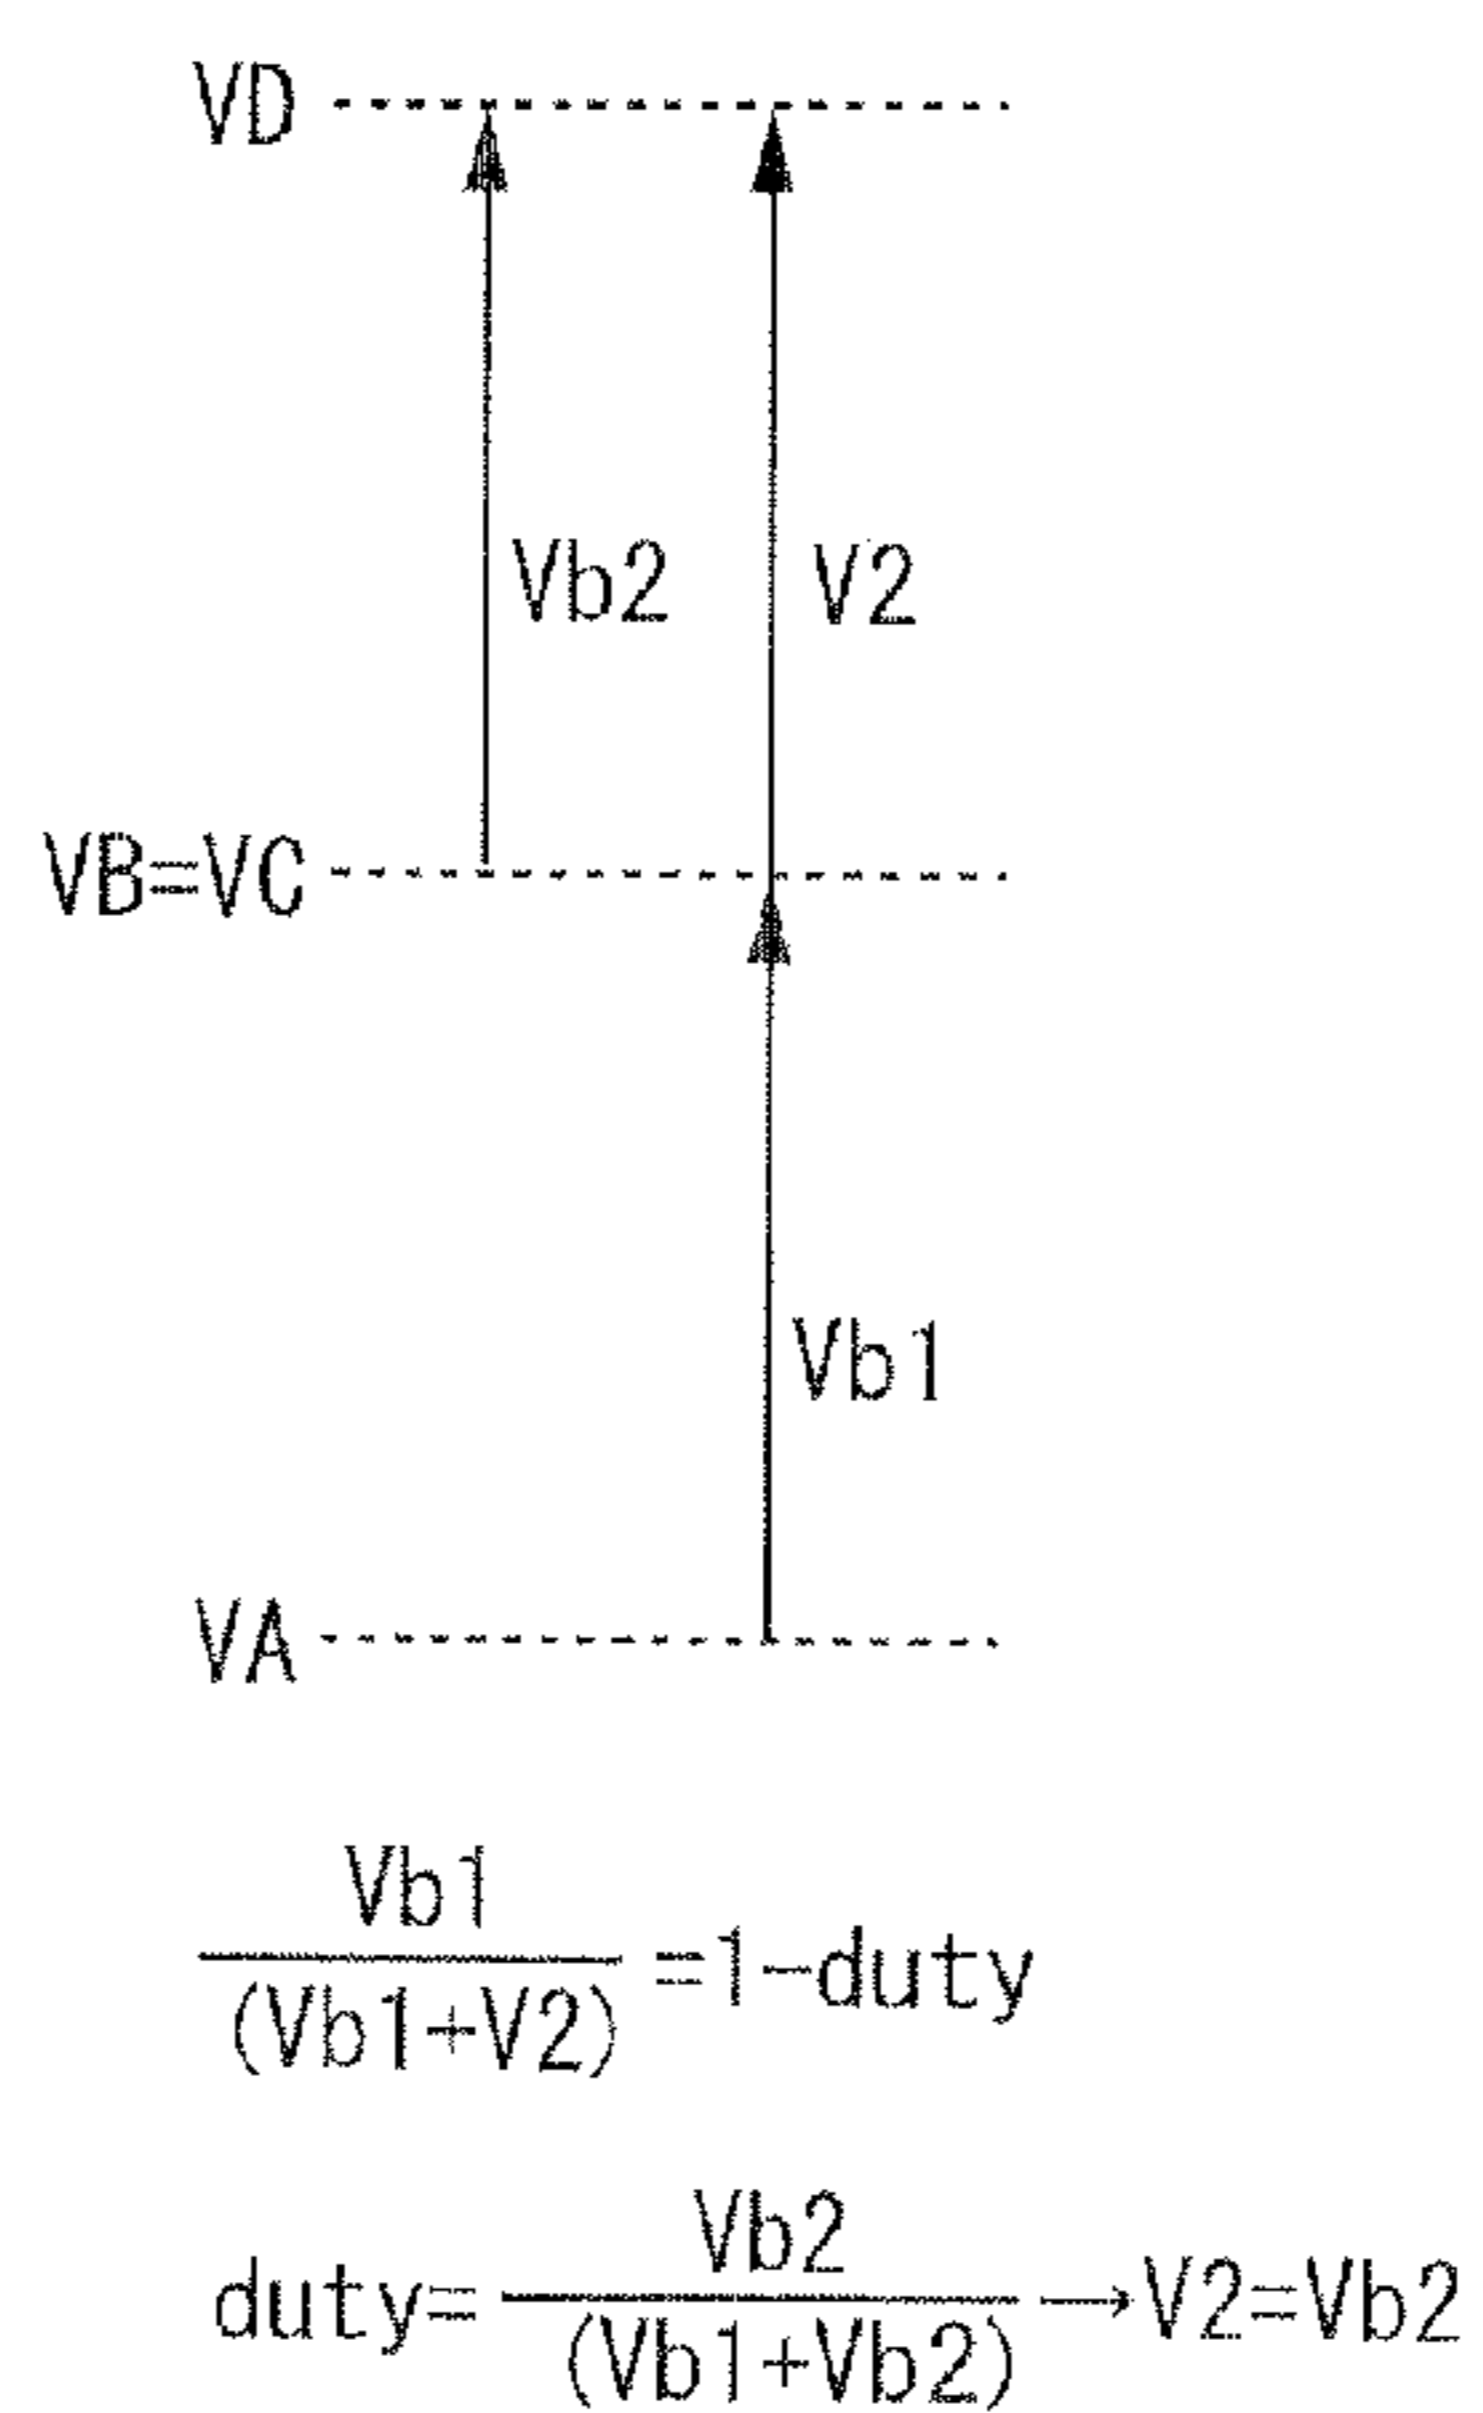 VD
Vb2 V2
VB=VC
Vb1
VA
Vb1/(Vb1+V2)=1-duty
duty=Vb2/(Vb1+Vb2)→V2=Vb2